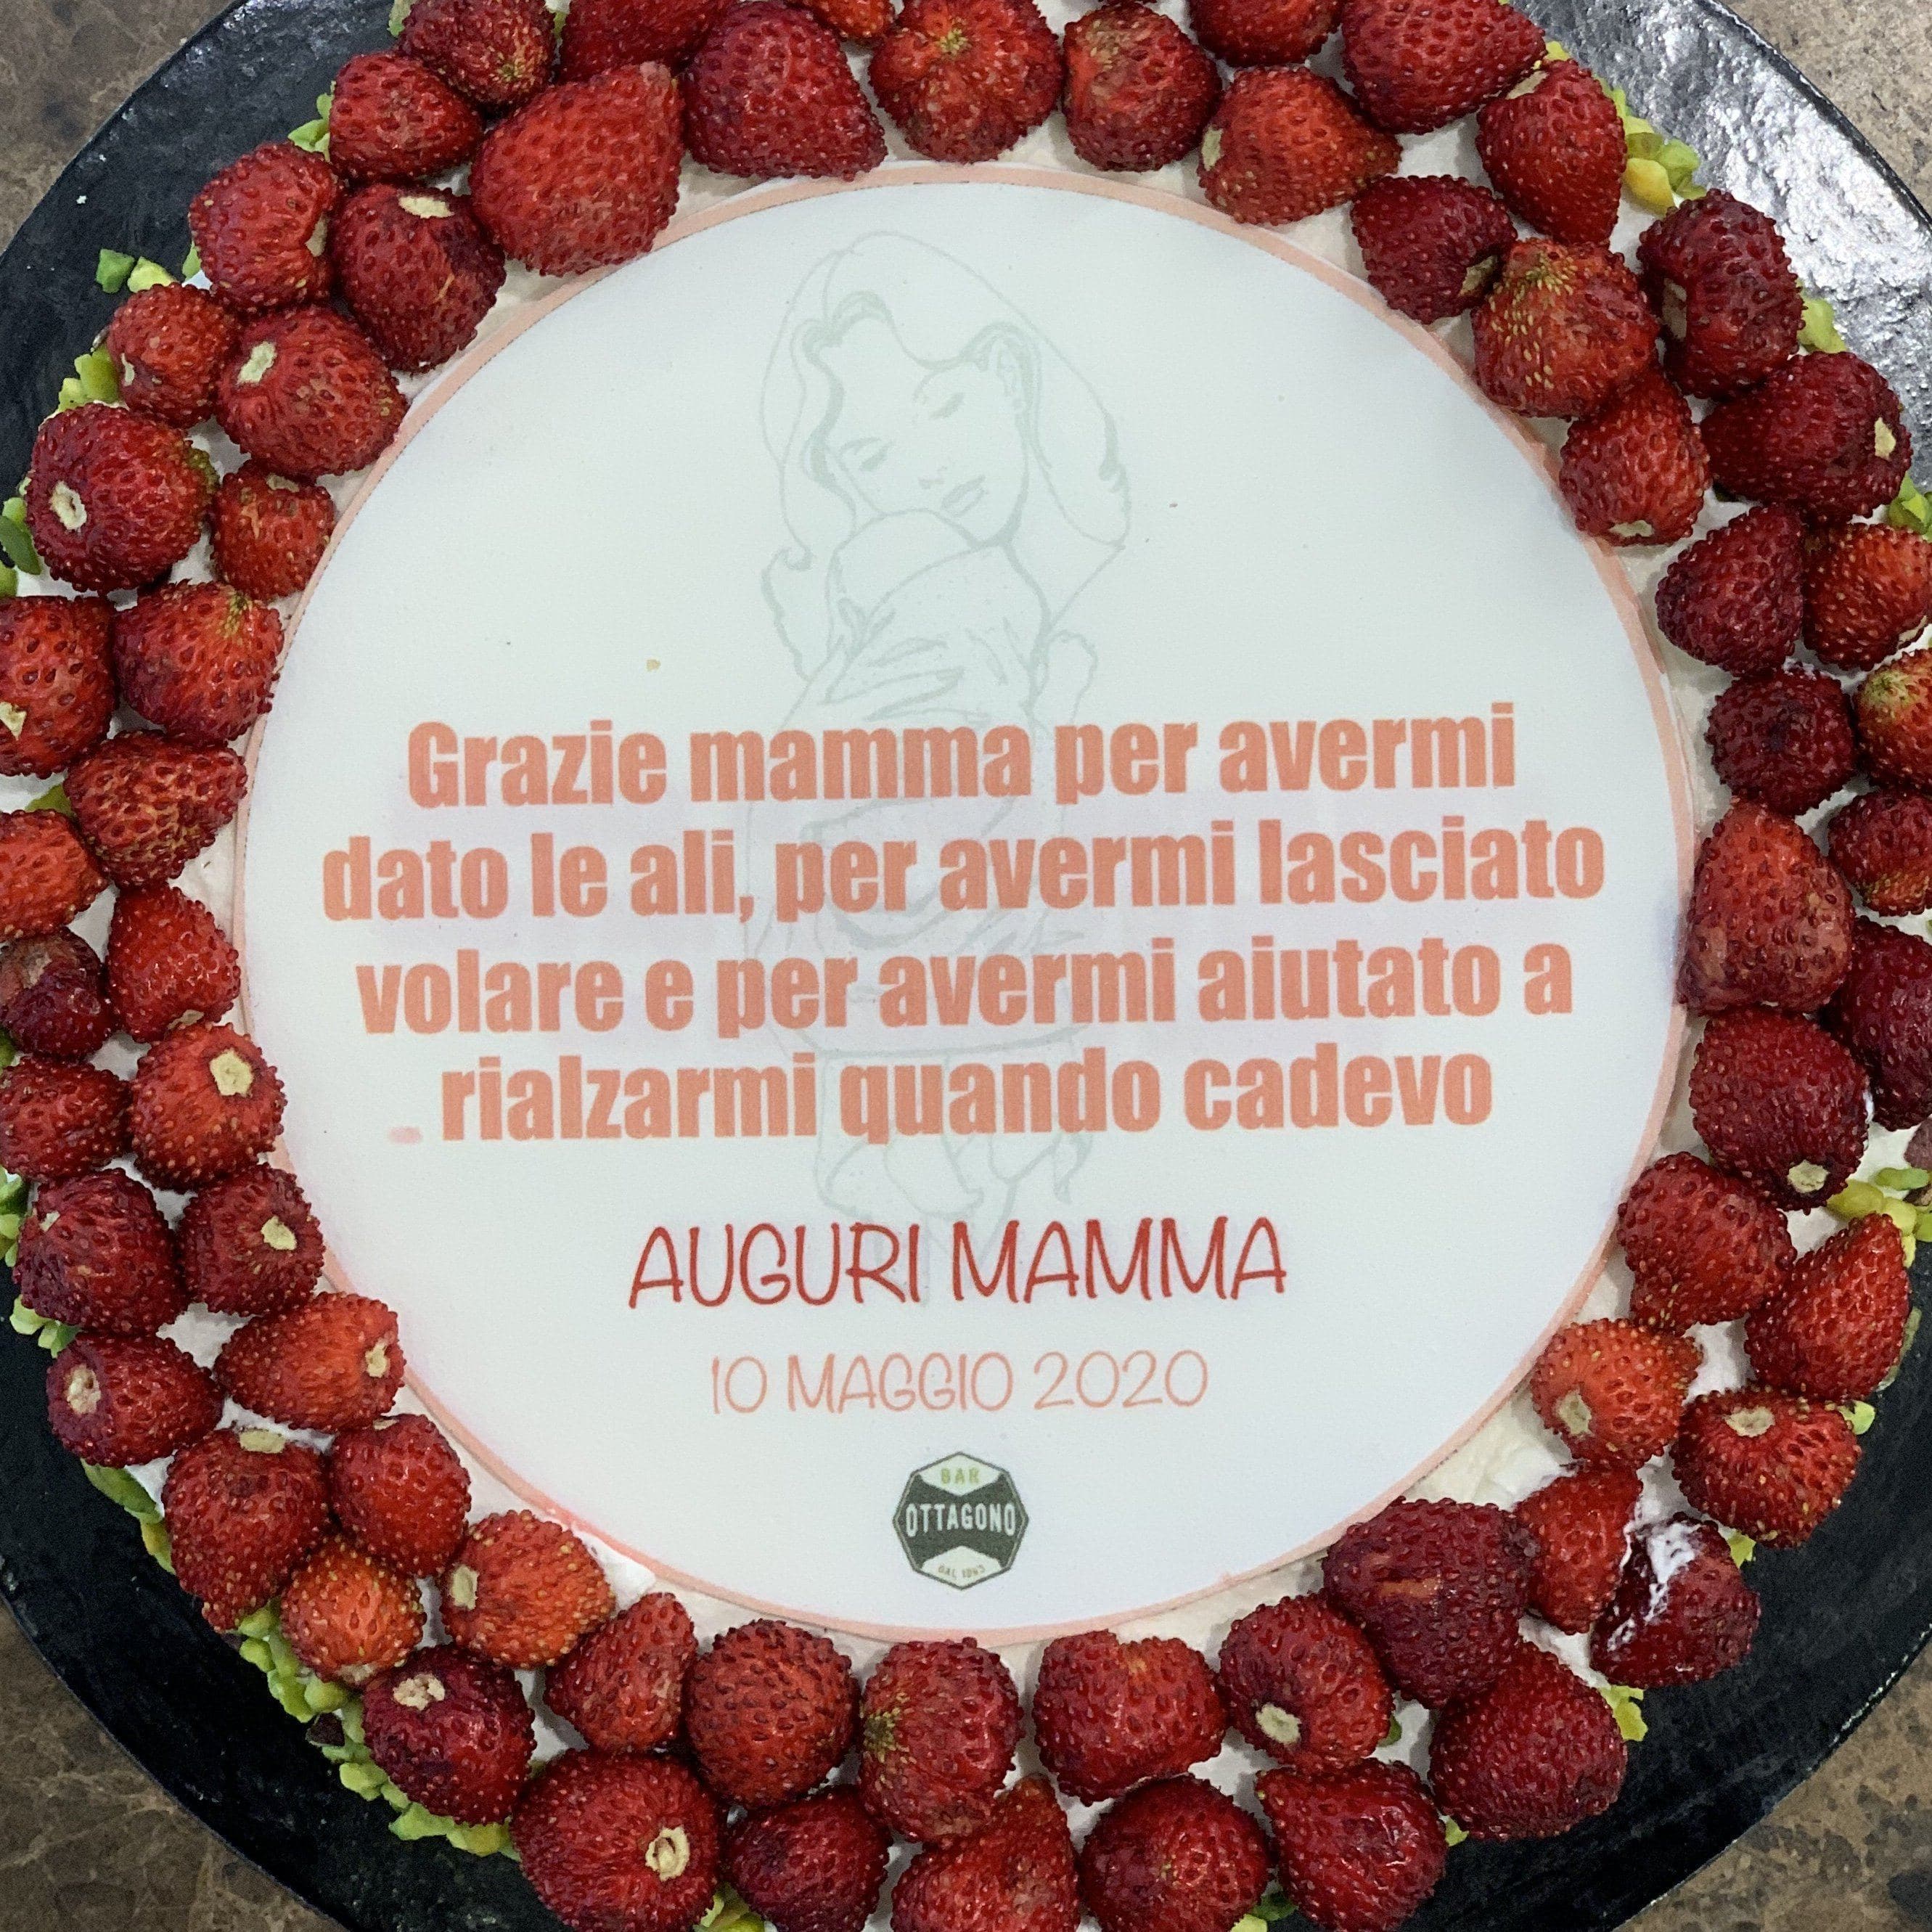 Grazie mamma per avermi
dato le ali, per avermi lasciato
volare e per avermi aiutato a
rialzarmi quando cadevo
AUGURI MAMMA
10 MAGGIO 2020
BAR
OTTAGONO
DAL